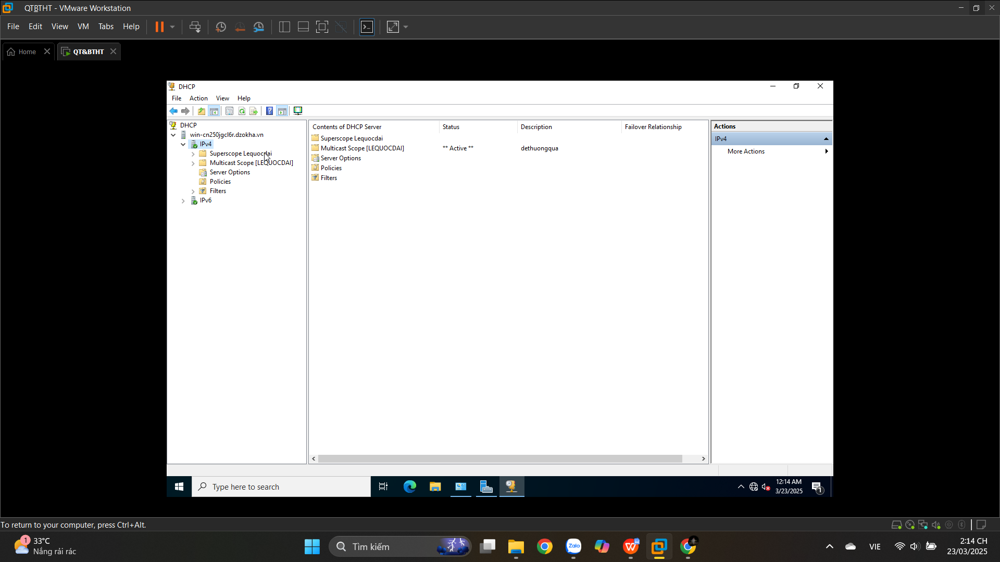 QTBTHT - VMware Workstation
File Edit View VM Tabs Help
Home
QT&BTHT
DHCP
File Action View Help
DHCP
win-cn250jgcl6r.dzokha.vn
IPv4
Superscope Lequocdai
Multicast Scope [LEQUOCDAI]
Server Options
Policies
Filters
IPv6
Contents of DHCP Server Status Description Failover Relationship
Superscope Lequocdai
Multicast Scope [LEQUOCDAI] ** Active ** dethuongqua
Server Options
Policies
Filters
Actions
IPv4
More Actions
Type here to search
12:14 AM
3/23/2025
1
To return to your computer, press Ctrl+Alt.
1
33°C
Nắng rải rác
Tìm kiếm
Zalo
VIE
2:14 CH
23/03/2025